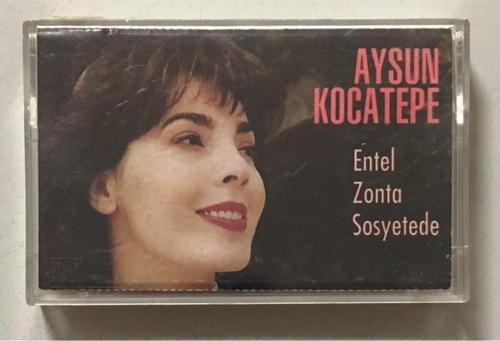 AYSUN
KOCATEPE
Entel
Zonta
Sosyetede